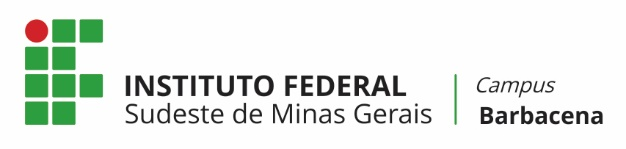 INSTITUTO FEDERAL
Sudeste de Minas Gerais
Campus
Barbacena